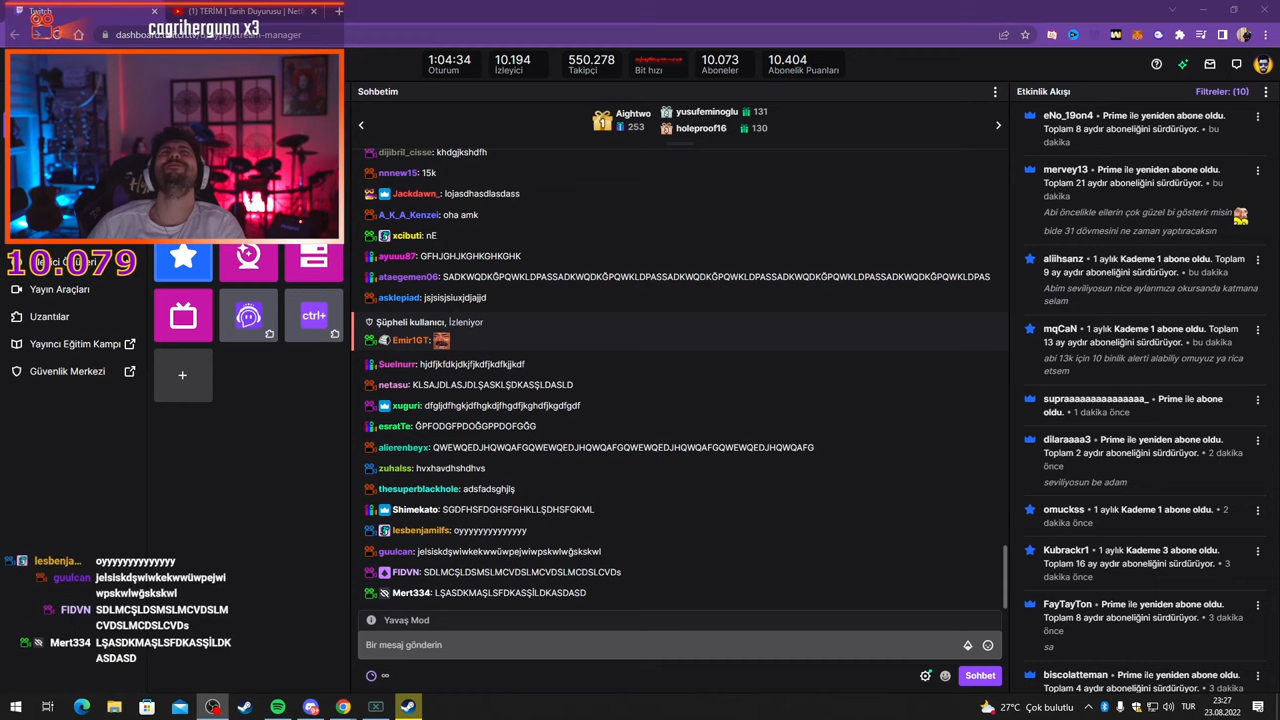 Twitch
(1) TERİM | Tarih Duyurusu | Netfl
cagrihergunn x3
dashboard.twitch.tv/u/
/stream-manager
1:04:34
Oturum
10.194
İzleyici
550.278
Takipçi
Bit hızı
10.073
Aboneler
10.404
Abonelik Puanları
10.079
Yayın Araçları
Uzantılar
Yayıncı Eğitim Kampı
Güvenlik Merkezi
ctrl+
lesbenja... oyyyyyyyyyyyyy
guulcan jelsiskdşwiwkekwwüwpejwi
wpskwlwğskskwl
FIDVN SDLMCŞLDSMSLMCVDSLM
CVDSLMCDSLCVDs
Mert334 LŞASDKMAŞLSFDKASŞİLDK
ASDASD
Sohbetim
Aightwo
253
yusufeminoglu 131
holeproof16 130
dijibril_cisse: khdgjkshdfh
nnnew15: 15k
Jackdawn_: lojasdhasdlasdass
A_K_A_Kenzei: oha amk
xcibuti: nE
ayuuu87: GFHJGHJKGHKGHKGHK
ataegemen06: SADKWQDKĞPQWKLDPASSADKWQDKĞPQWKLDPASSADKWQDKĞPQWKLDPASSADKWQDKĞPQWKLDPAS
asklepiad: jsjsisjsiuxjdjajjd
Şüpheli kullanıcı, İzleniyor
Emir1GT:
Suelnurr: hjdfjkfdkjdkjfjkdfjkdfkjjkdf
netasu: KLSAJDLASJDLŞASKLŞDKASŞLDASLD
xuguri: dfgljdfhgkjdfhgkdjfhgdfjkghdfjkgdfgdf
esratTe: ĞPFODGFPDOĞGPPDOFGĞG
alierenbeyx: QWEWQEDJHQWQAFGQWEWQEDJHQWQAFGQWEWQEDJHQWQAFGQWEWQEDJHQWQAFG
zuhalss: hvxhavdhshdhvs
thesuperblackhole: adsfadsghjlş
Shimekato: SGDFHSFDGHSFGHKLLŞDHSFGKML
lesbenjamilfs: oyyyyyyyyyyyyyy
guulcan: jelsiskdşwiwkekwwüwpejwiwpskwlwğskskwl
FIDVN: SDLMCŞLDSMSLMCVDSLMCVDSLMCDSLCVDs
Mert334: LŞASDKMAŞLSFDKASŞİLDKASDASD
Yavaş Mod
Bir mesaj gönderin
Sohbet
Etkinlik Akışı
Filtreler: (10)
eNo_19on4 • Prime ile yeniden abone oldu.
Toplam 8 aydır aboneliğini sürdürüyor. • bu
dakika
mervey13 • Prime ile yeniden abone oldu.
Toplam 21 aydır aboneliğini sürdürüyor. • bu
dakika
Abi öncelikle ellerin çok güzel bi gösterir misin
bide 31 dövmesini ne zaman yaptıracaksın
aliihsanz • 1 aylık Kademe 1 abone oldu. Toplam
9 ay aydır aboneliğini sürdürüyor. • bu dakika
Abim seviliyosun nice aylarımıza okursanda katmana
selam
mqCaN • 1 aylık Kademe 1 abone oldu. Toplam
13 ay aydır aboneliğini sürdürüyor. • bu dakika
abi 13k için 10 binlik alerti alabiliy omuyuz ya rica
etsem
supraaaaaaaaaaaaaaa_ • Prime ile abone
oldu. • 1 dakika önce
dilaraaaa3 • Prime ile yeniden abone oldu.
Toplam 2 aydır aboneliğini sürdürüyor. • 2 dakika
önce
seviliyosun be adam
omuckss • 1 aylık Kademe 1 abone oldu. • 2
dakika önce
Kubrackr1 • 1 aylık Kademe 3 abone oldu.
Toplam 16 ay aydır aboneliğini sürdürüyor. • 3
dakika önce
FayTayTon • Prime ile yeniden abone oldu.
Toplam 8 aydır aboneliğini sürdürüyor. • 3 dakika
önce
sa
biscolatteman • Prime ile yeniden abone oldu.
Toplam 4 aydır aboneliğini sürdürüyor. • 3 dakika
27°C Çok bulutlu
TUR
23:27
23.08.2022